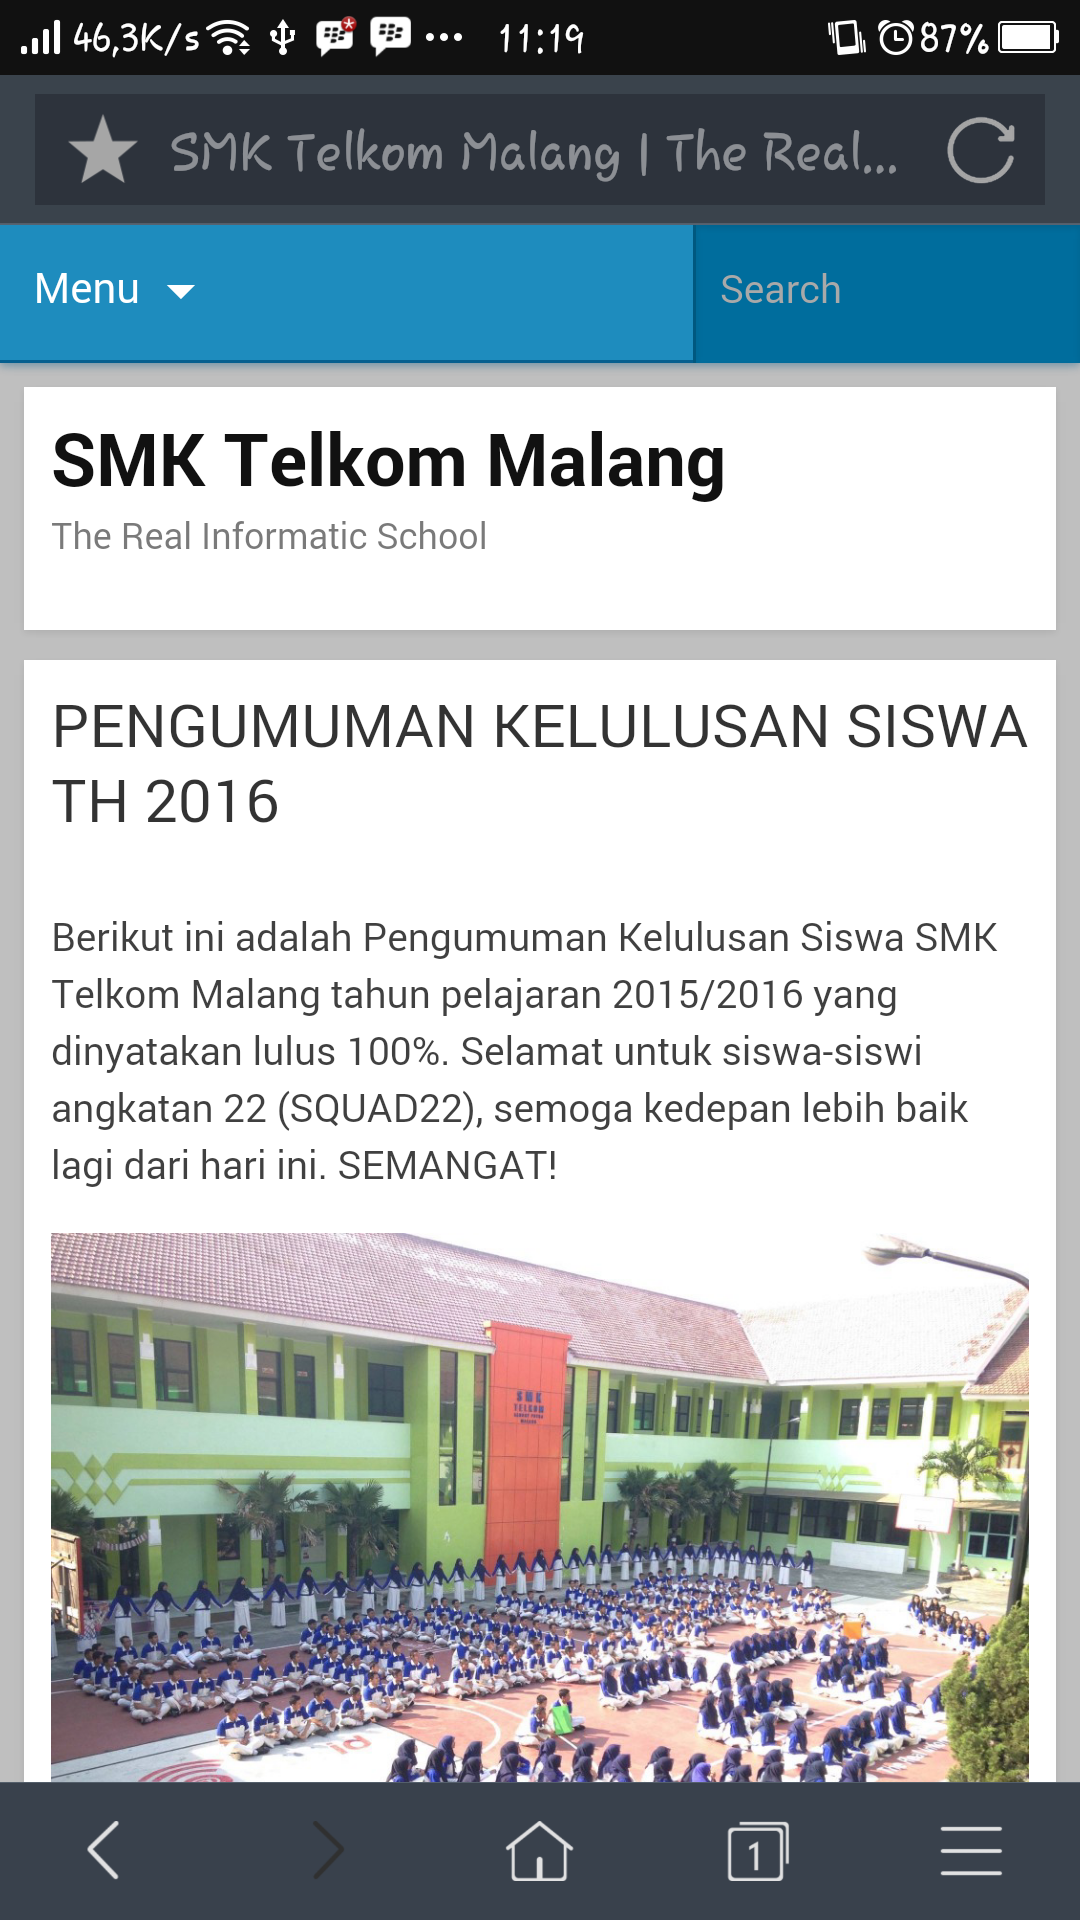 46,3K/s 11:19 87%
SMK Telkom Malang | The Real...
Menu Search
SMK Telkom Malang
The Real Informatic School
PENGUMUMAN KELULUSAN SISWA
TH 2016
Berikut ini adalah Pengumuman Kelulusan Siswa SMK
Telkom Malang tahun pelajaran 2015/2016 yang
dinyatakan lulus 100%. Selamat untuk siswa-siswi
angkatan 22 (SQUAD22), semoga kedepan lebih baik
lagi dari hari ini. SEMANGAT!
SMK
TELKOM
1